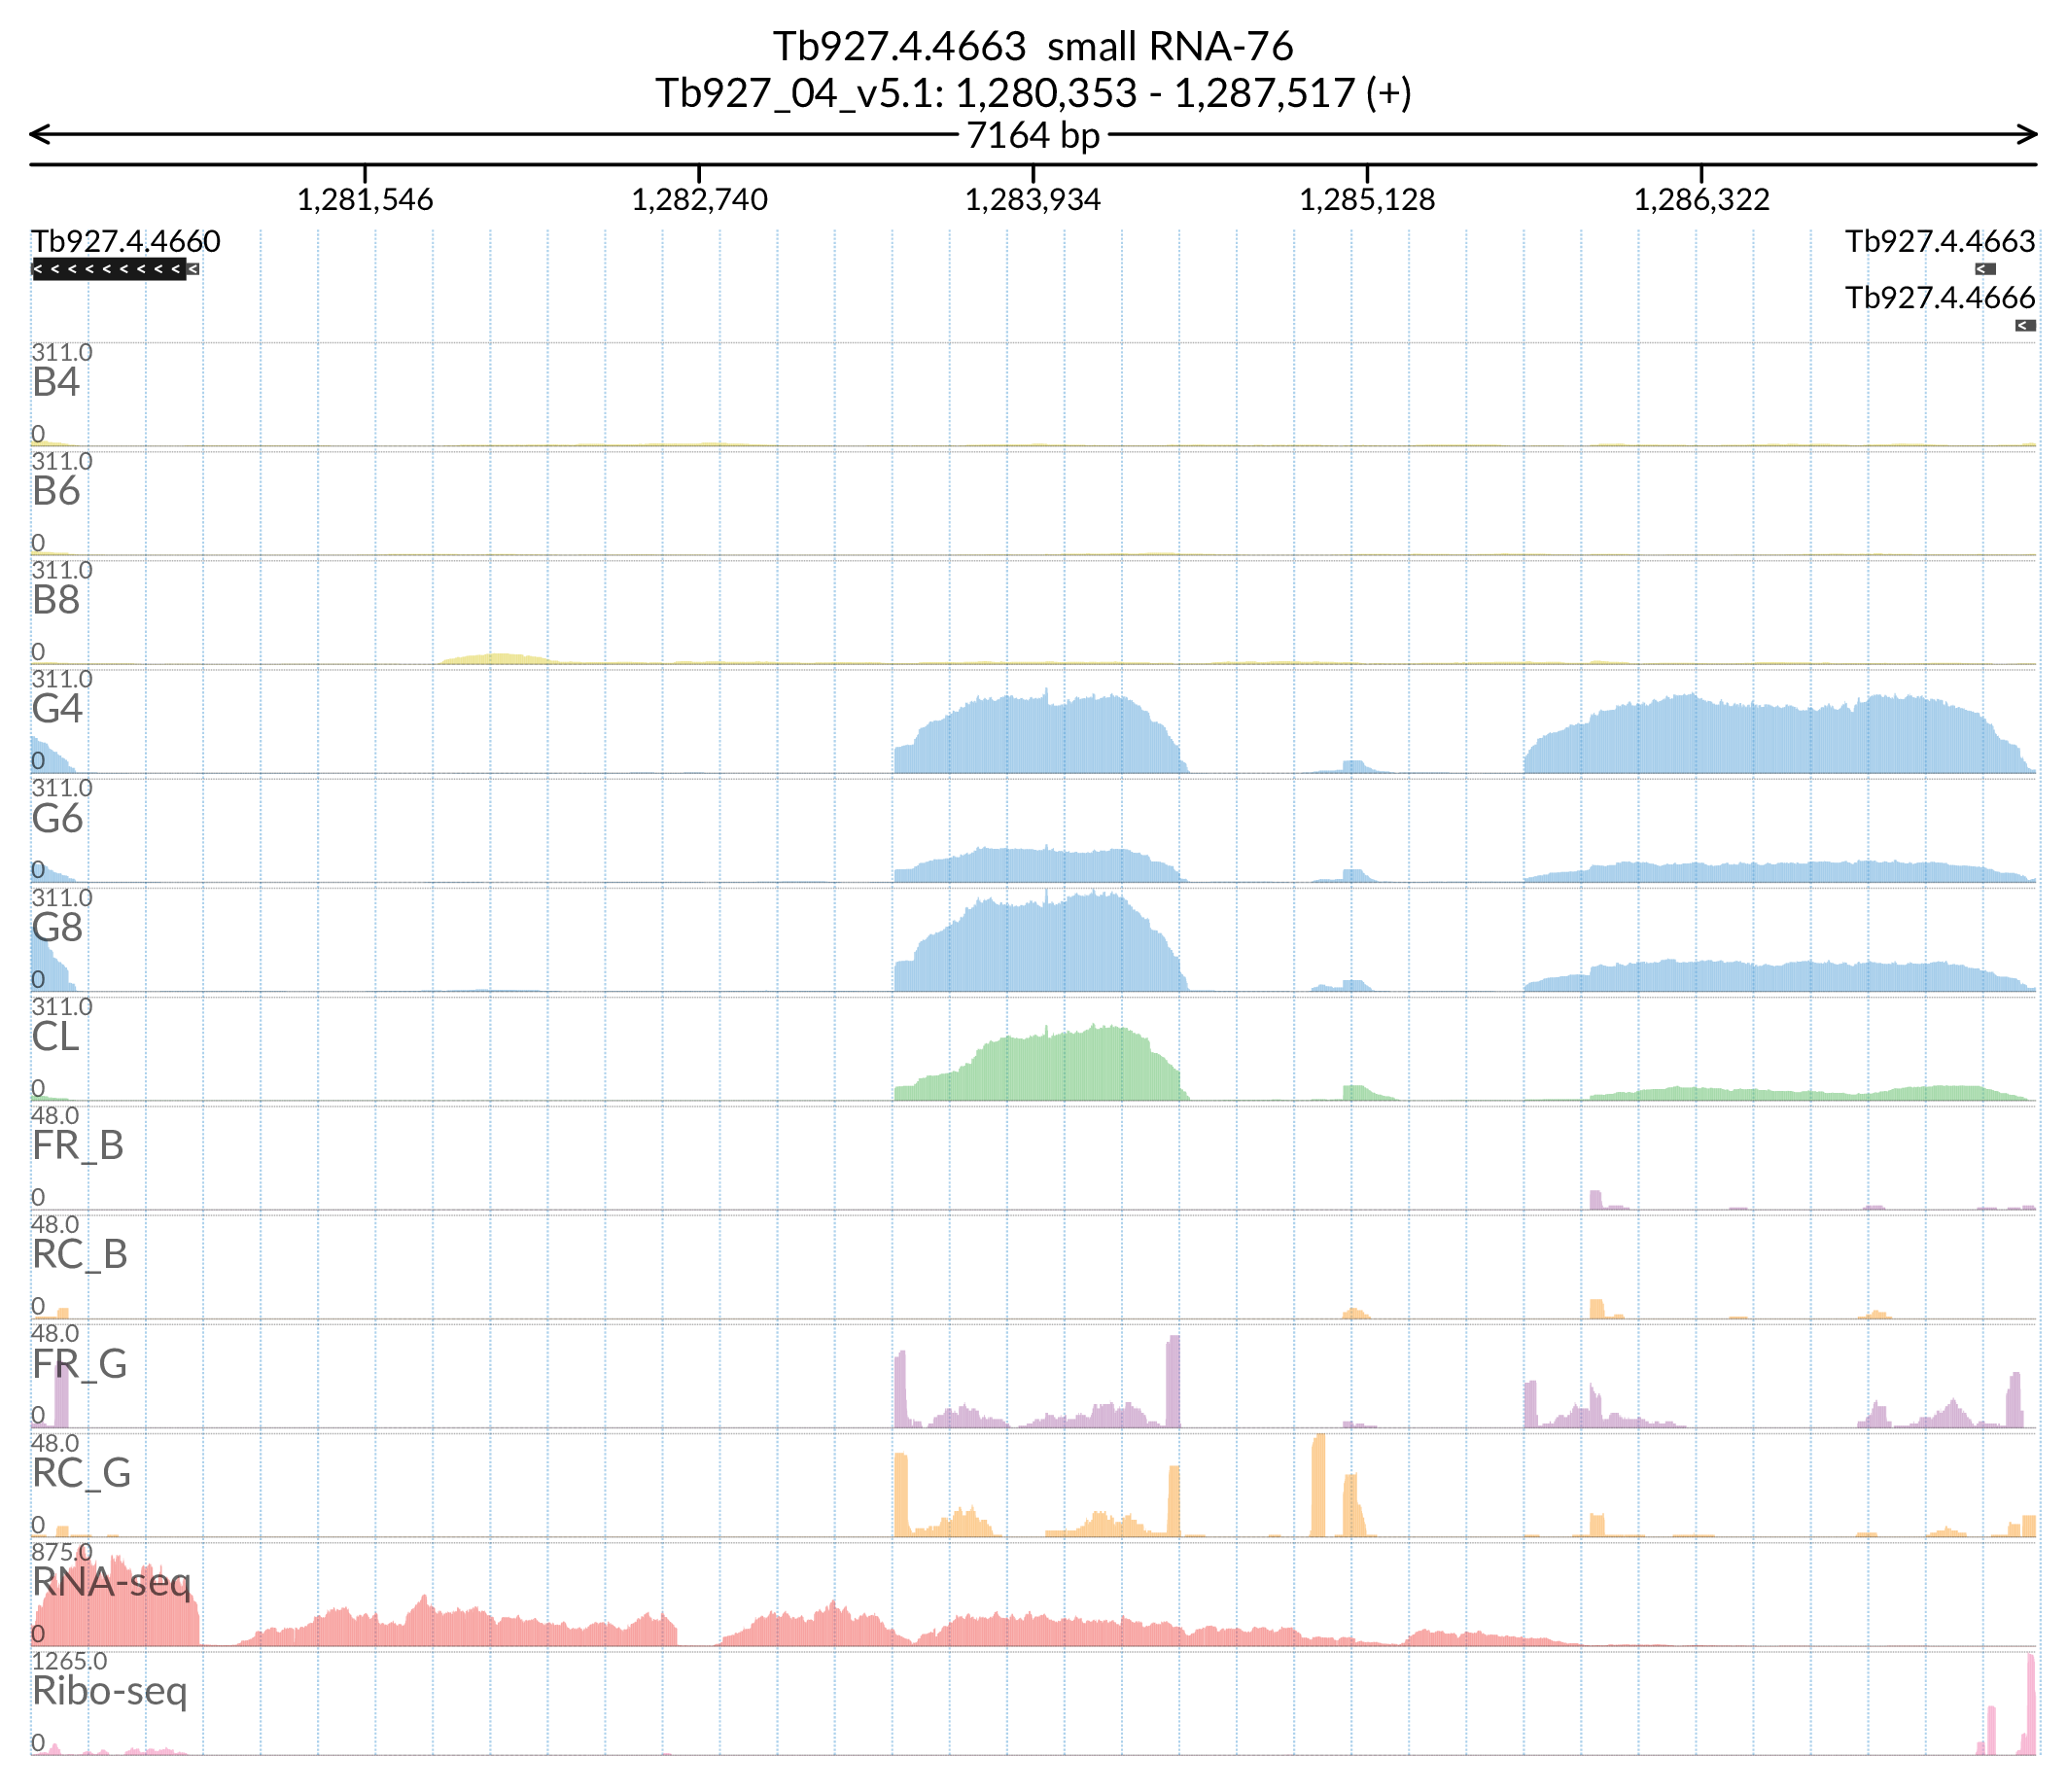 Tb927.4.4663 small RNA-76
Tb927_04_v5.1: 1,280,353 - 1,287,517 (+)
7164 bp
1,281,546 1,282,740 1,283,934 1,285,128 1,286,322
Tb927.4.4660 Tb927.4.4663
Tb927.4.4666
311.0
B4
0
311.0
B6
0
311.0
B8
0
311.0
G4
0
311.0
G6
0
311.0
G8
0
311.0
CL
0
48.0
FR_B
0
48.0
RC_B
0
48.0
FR_G
0
48.0
RC_G
0
875.0
RNA-seq
0
1265.0
Ribo-seq
0